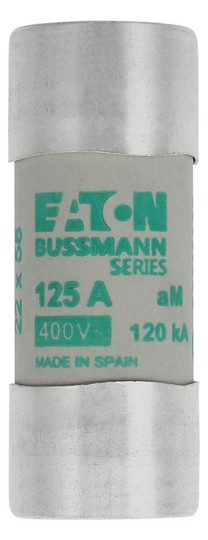 EATON
BUSSMANN
SERIES
125 A aM
400V~ 120 kA
MADE IN SPAIN
22 x 58